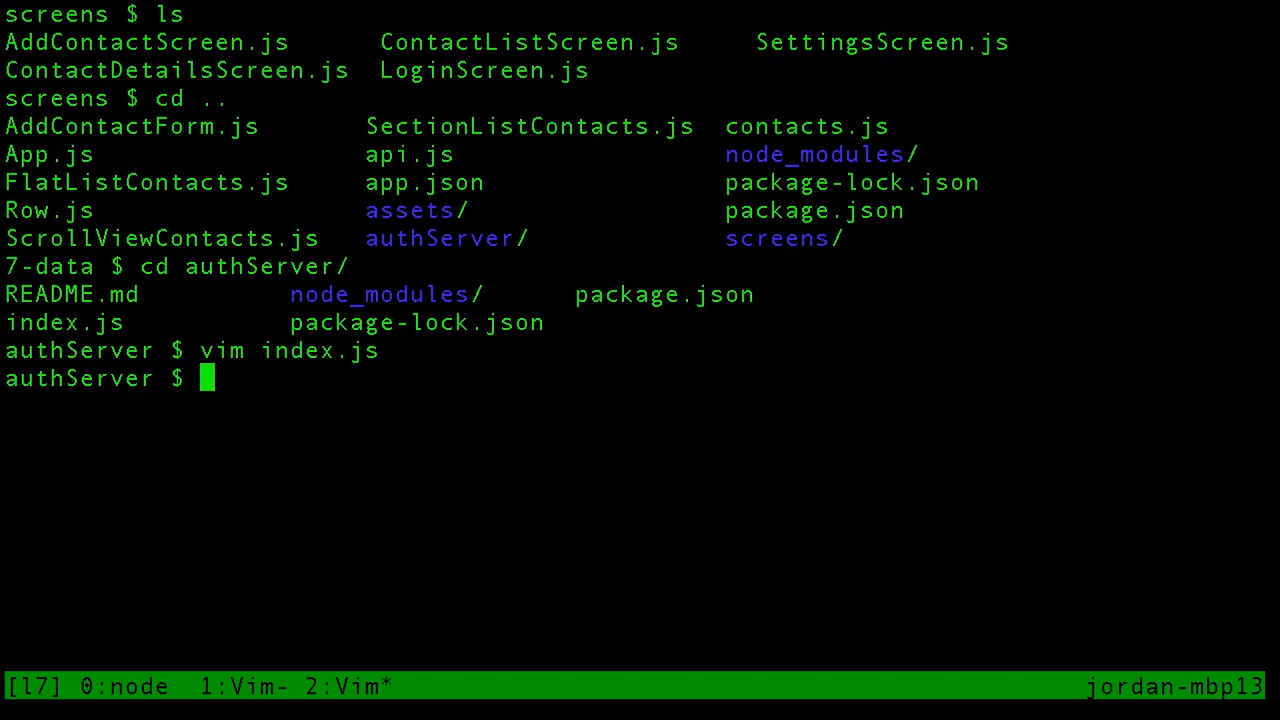 screens $ ls
AddContactScreen.js      ContactListScreen.js     SettingsScreen.js
ContactDetailsScreen.js  LoginScreen.js
screens $ cd ..
AddContactForm.js       SectionListContacts.js  contacts.js
App.js                  api.js                  node_modules/
FlatListContacts.js     app.json                package-lock.json
Row.js                  assets/                 package.json
ScrollViewContacts.js   authServer/             screens/
7-data $ cd authServer/
README.md          node_modules/      package.json
index.js           package-lock.json
authServer $ vim index.js
authServer $
[l7] 0:node  1:Vim- 2:Vim* jordan-mbp13